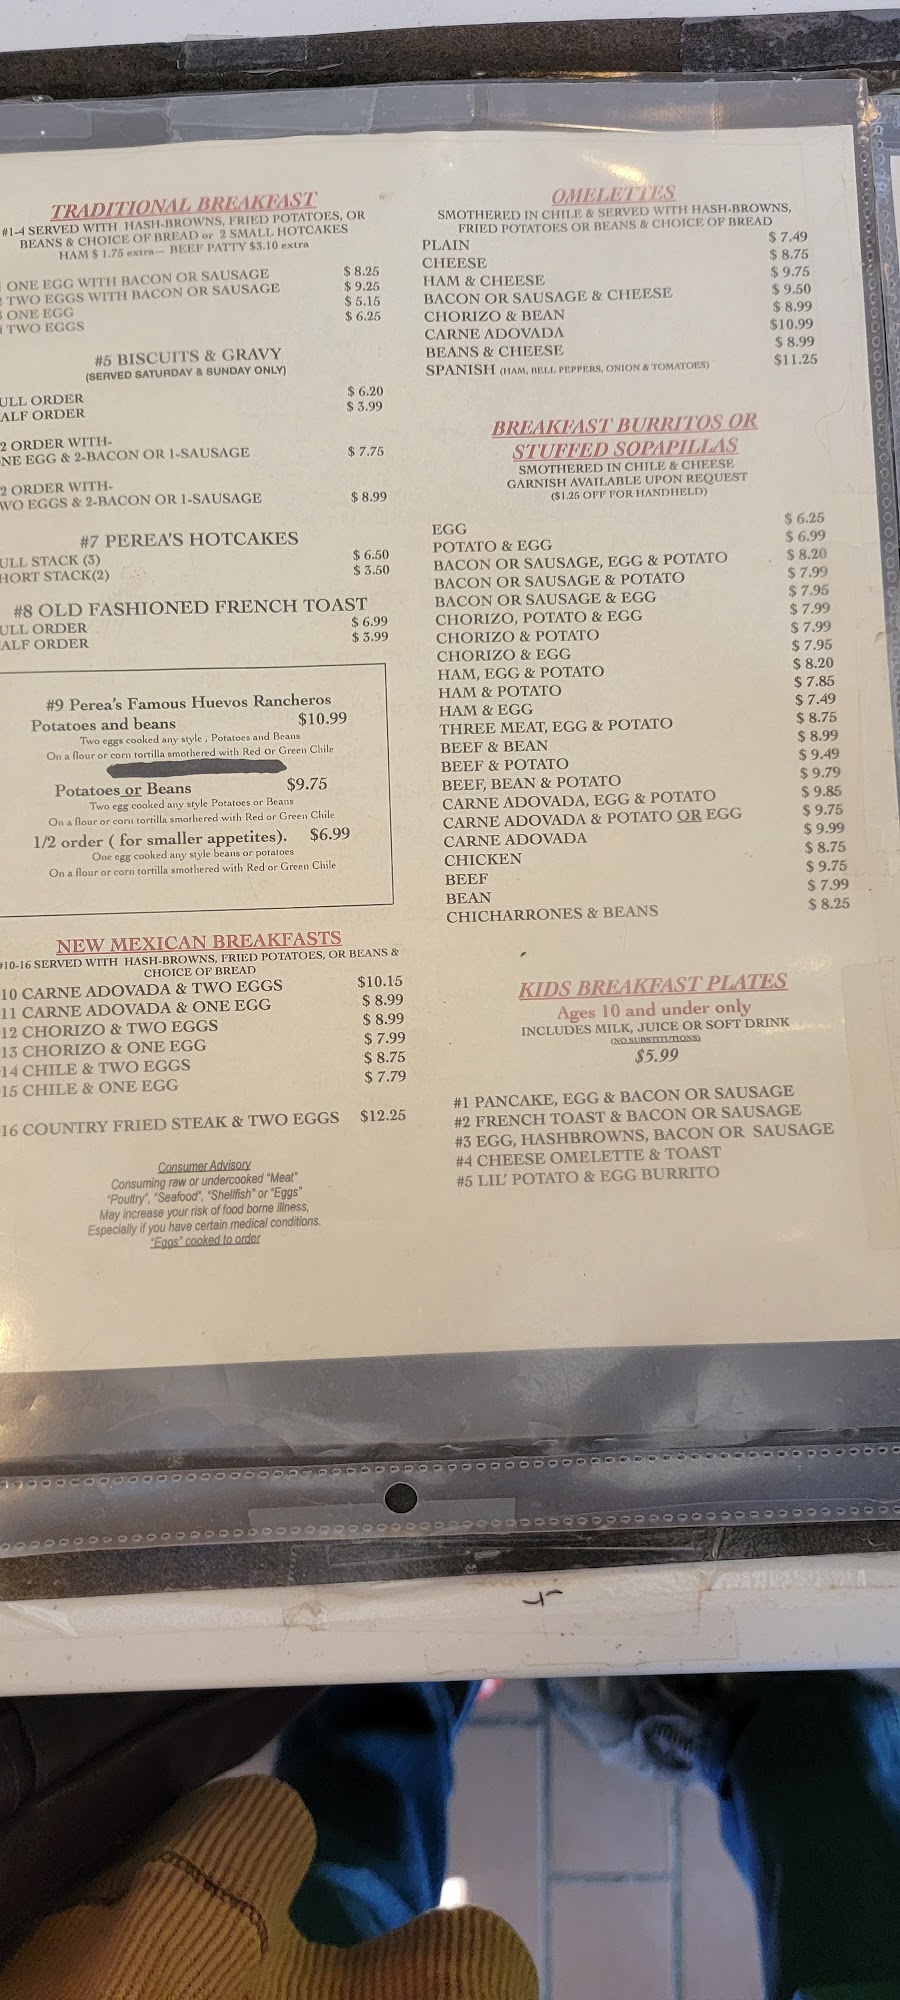 TRADITIONAL BREAKFAST
#1-4 SERVED WITH HASH-BROWNS, FRIED POTATOES, OR
BEANS & CHOICE OF BREAD or 2 SMALL HOTCAKES
HAM $ 1.75 extra— BEEF PATTY $3.10 extra
ONE EGG WITH BACON OR SAUSAGE $ 8.25
TWO EGGS WITH BACON OR SAUSAGE $ 9.25
ONE EGG $ 5.15
TWO EGGS $ 6.25
#5 BISCUITS & GRAVY
(SERVED SATURDAY & SUNDAY ONLY)
ULL ORDER $ 6.20
ALF ORDER $ 3.99
2 ORDER WITH-
NE EGG & 2-BACON OR 1-SAUSAGE $ 7.75
2 ORDER WITH-
WO EGGS & 2-BACON OR 1-SAUSAGE $ 8.99
#7 PEREA'S HOTCAKES
ULL STACK (3) $ 6.50
HORT STACK(2) $ 3.50
#8 OLD FASHIONED FRENCH TOAST
ULL ORDER $ 6.99
ALF ORDER $ 3.99
#9 Perea's Famous Huevos Rancheros
Potatoes and beans $10.99
Two eggs cooked any style , Potatoes and Beans
On a flour or corn tortilla smothered with Red or Green Chile
Potatoes or Beans $9.75
Two egg cooked any style Potatoes or Beans
On a flour or corn tortilla smothered with Red or Green Chile
1/2 order ( for smaller appetites). $6.99
One egg cooked any style beans or potatoes
On a flour or corn tortilla smothered with Red or Green Chile
NEW MEXICAN BREAKFASTS
#10-16 SERVED WITH HASH-BROWNS, FRIED POTATOES, OR BEANS &
CHOICE OF BREAD
10 CARNE ADOVADA & TWO EGGS $10.15
11 CARNE ADOVADA & ONE EGG $ 8.99
12 CHORIZO & TWO EGGS $ 8.99
13 CHORIZO & ONE EGG $ 7.99
14 CHILE & TWO EGGS $ 8.75
15 CHILE & ONE EGG $ 7.79
16 COUNTRY FRIED STEAK & TWO EGGS $12.25
Consumer Advisory
Consuming raw or undercooked "Meat"
"Poultry", "Seafood", "Shellfish" or "Eggs"
May increase your risk of food borne illness,
Especially if you have certain medical conditions.
"Eggs" cooked to order
OMELETTES
SMOTHERED IN CHILE & SERVED WITH HASH-BROWNS,
FRIED POTATOES OR BEANS & CHOICE OF BREAD
PLAIN $ 7.49
CHEESE $ 8.75
HAM & CHEESE $ 9.75
BACON OR SAUSAGE & CHEESE $ 9.50
CHORIZO & BEAN $ 8.99
CARNE ADOVADA $10.99
BEANS & CHEESE $ 8.99
SPANISH (HAM, BELL PEPPERS, ONION & TOMATOES) $11.25
BREAKFAST BURRITOS OR
STUFFED SOPAPILLAS
SMOTHERED IN CHILE & CHEESE
GARNISH AVAILABLE UPON REQUEST
($1.25 OFF FOR HANDHELD)
EGG $ 6.25
POTATO & EGG $ 6.99
BACON OR SAUSAGE, EGG & POTATO $ 8.20
BACON OR SAUSAGE & POTATO $ 7.99
BACON OR SAUSAGE & EGG $ 7.95
CHORIZO, POTATO & EGG $ 7.99
CHORIZO & POTATO $ 7.99
CHORIZO & EGG $ 7.95
HAM, EGG & POTATO $ 8.20
HAM & POTATO $ 7.85
HAM & EGG $ 7.49
THREE MEAT, EGG & POTATO $ 8.75
BEEF & BEAN $ 8.99
BEEF & POTATO $ 9.49
BEEF, BEAN & POTATO $ 9.79
CARNE ADOVADA, EGG & POTATO $ 9.85
CARNE ADOVADA & POTATO OR EGG $ 9.75
CARNE ADOVADA $ 9.99
CHICKEN $ 8.75
BEEF $ 9.75
BEAN $ 7.99
CHICHARRONES & BEANS $ 8.25
KIDS BREAKFAST PLATES
Ages 10 and under only
INCLUDES MILK, JUICE OR SOFT DRINK
(NO SUBSTITUTIONS)
$5.99
#1 PANCAKE, EGG & BACON OR SAUSAGE
#2 FRENCH TOAST & BACON OR SAUSAGE
#3 EGG, HASHBROWNS, BACON OR SAUSAGE
#4 CHEESE OMELETTE & TOAST
#5 LIL' POTATO & EGG BURRITO